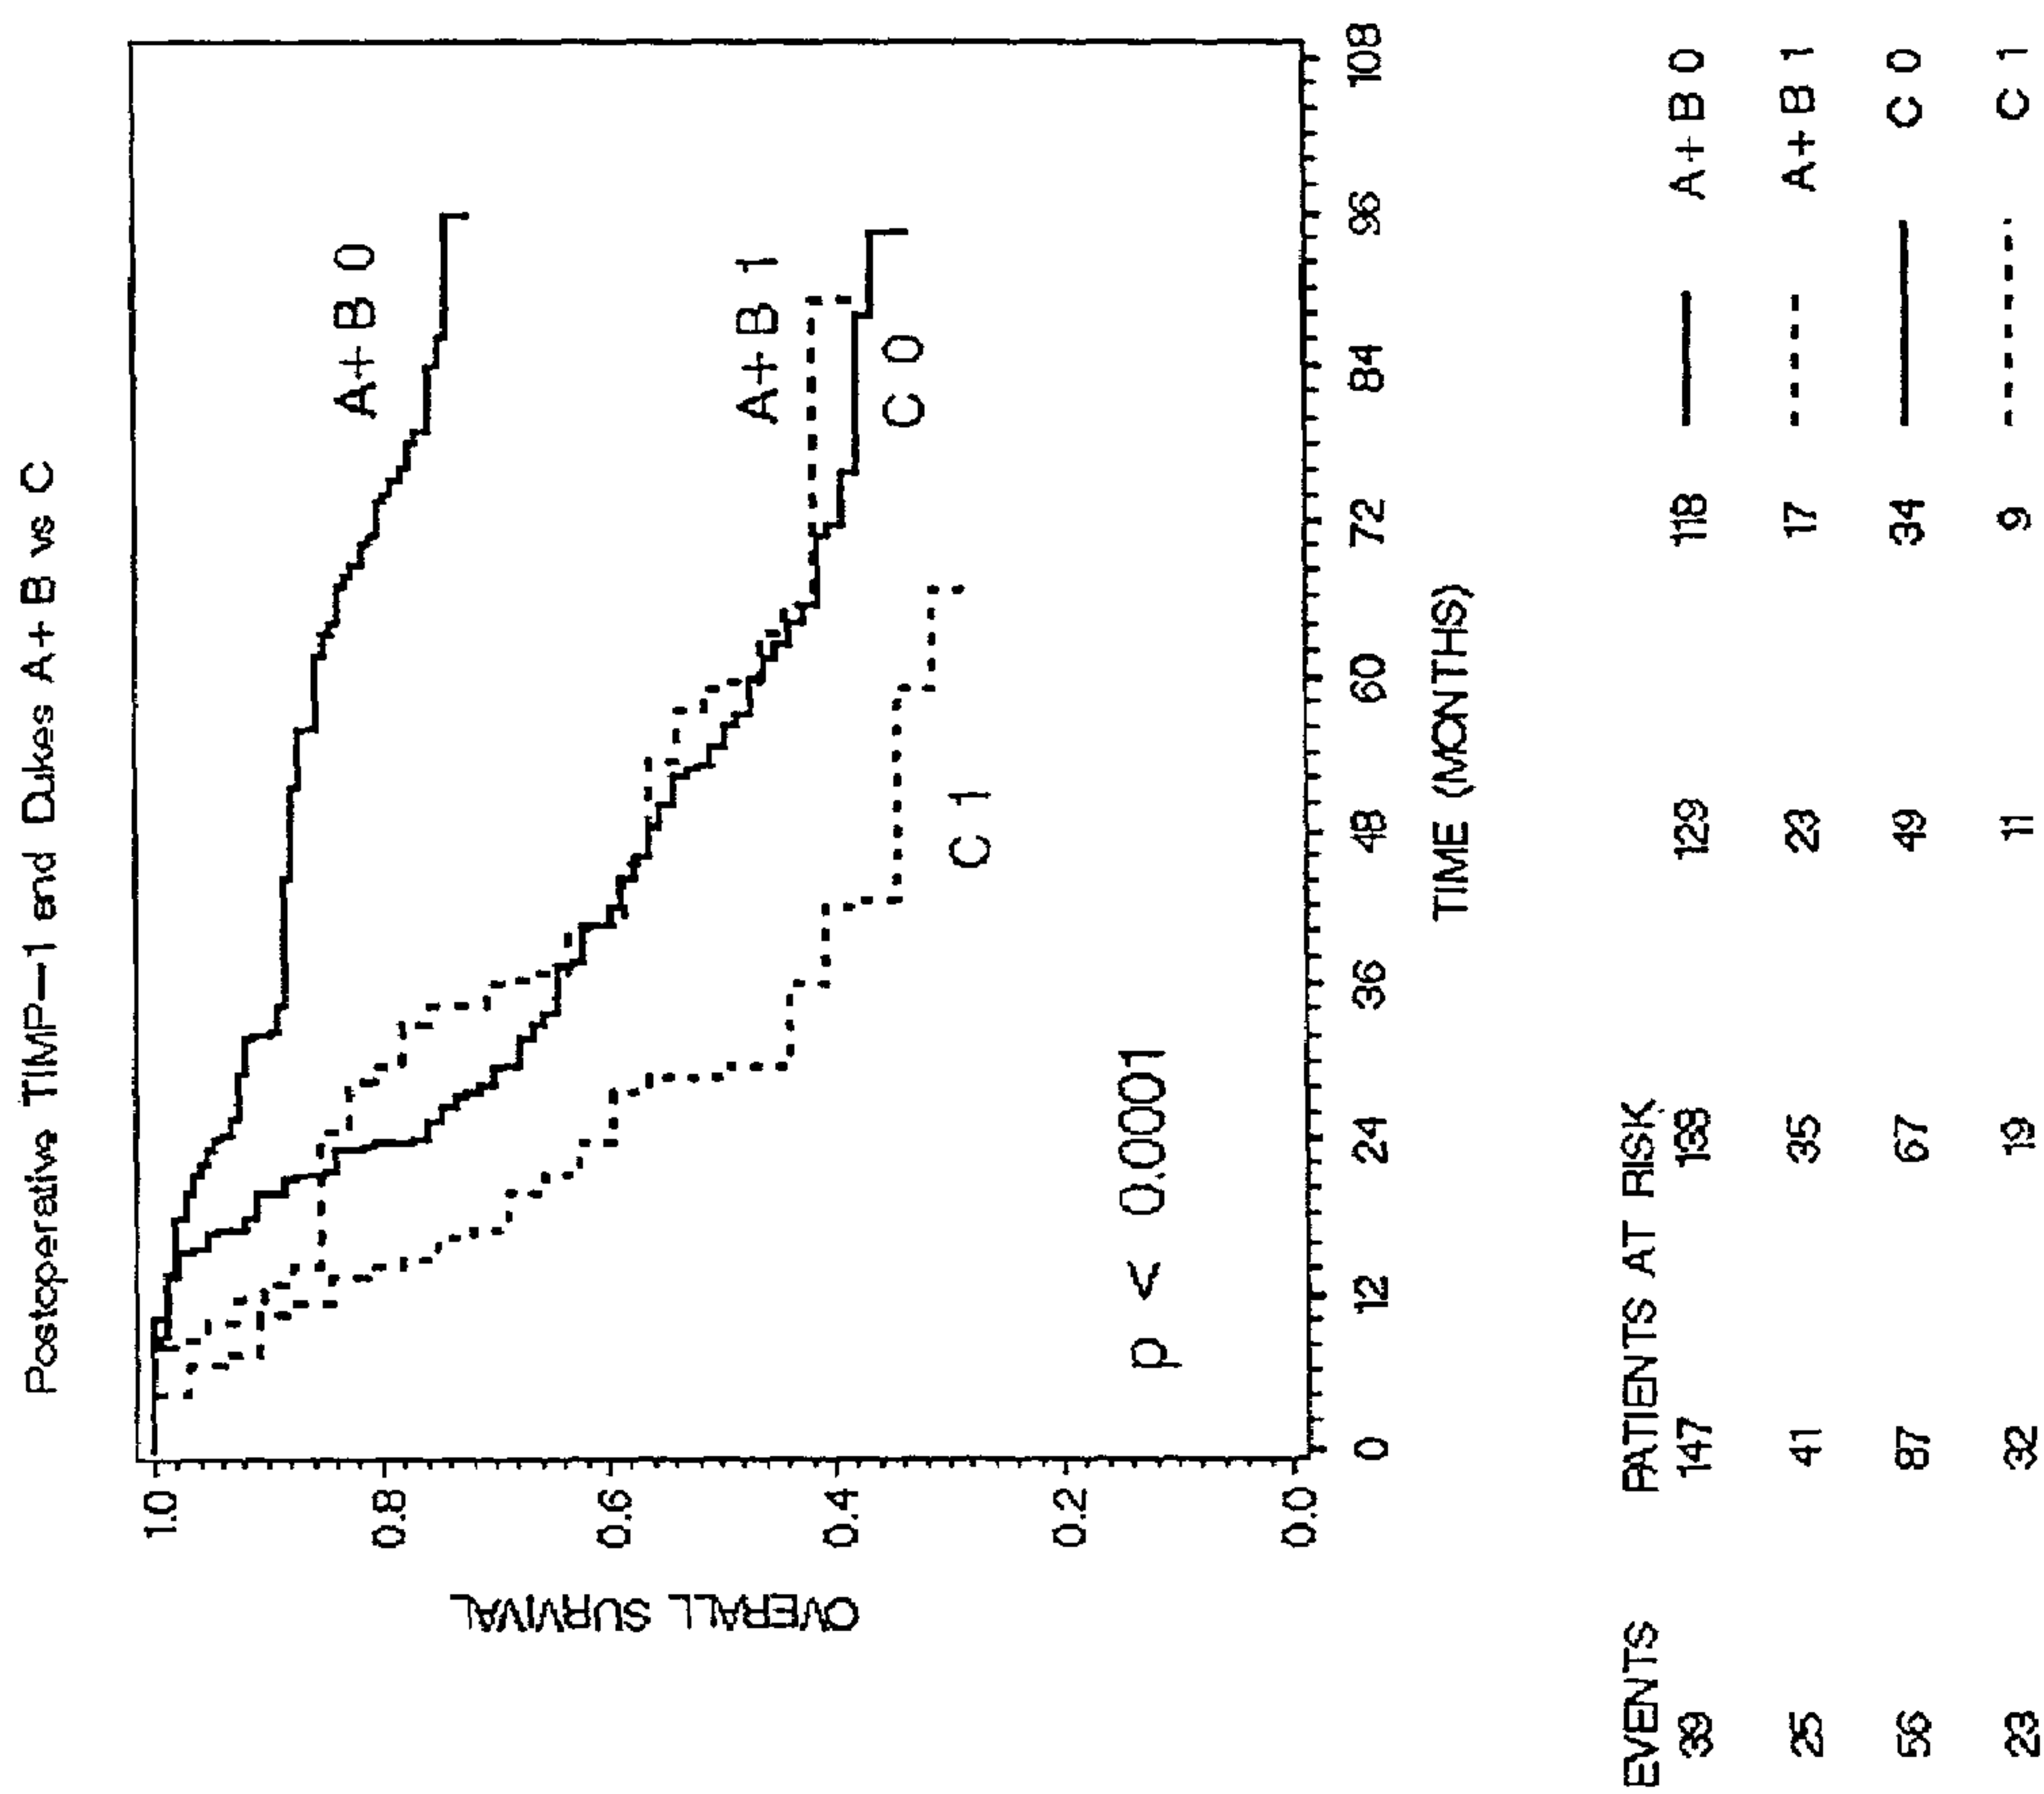 Postoperative TIMP-1 and Dukes A+B vs C
OVERALL SURVIVAL
1.0
0.8
0.6
0.4
0.2
0.0
A+B 0
A+B 1
C 0
C 1
p < 0.0001
0 12 24 36 48 60 72 84 96 108
TIME (MONTHS)
EVENTS PATIENTS AT RISK
39 147 138 129 118 A+B 0
25 41 35 23 17 A+B 1
56 87 67 49 34 C 0
23 32 19 11 9 C 1